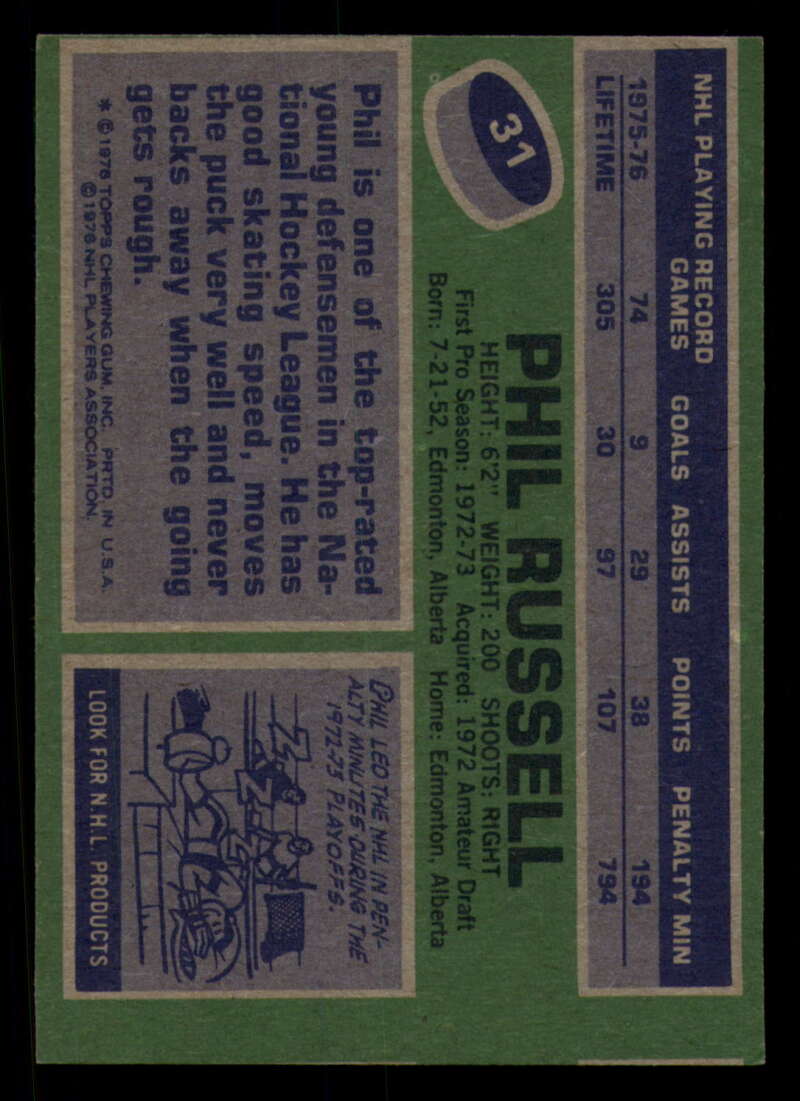 NHL PLAYING RECORD
GAMES GOALS ASSISTS POINTS PENALTY MIN
1975-76 74 9 29 38 194
LIFETIME 305 30 97 107 794
31
PHIL RUSSELL
HEIGHT: 6'2" WEIGHT: 200 SHOOTS: RIGHT
First Pro Season: 1972-73 Acquired: 1972 Amateur Draft
Born: 7-21-52, Edmonton, Alberta Home: Edmonton, Alberta
Phil is one of the top-rated
young defensemen in the Na-
tional Hockey League. He has
good skating speed, moves
the puck very well and never
backs away when the going
gets rough.
* © 1976 TOPPS CHEWING GUM, INC. PRTD. IN U.S.A.
© 1976 NHL PLAYERS ASSOCIATION.
PHIL LED THE NHL IN PEN-
ALTY MINUTES DURING THE
1972-73 PLAYOFFS.
LOOK FOR N.H.L. PRODUCTS